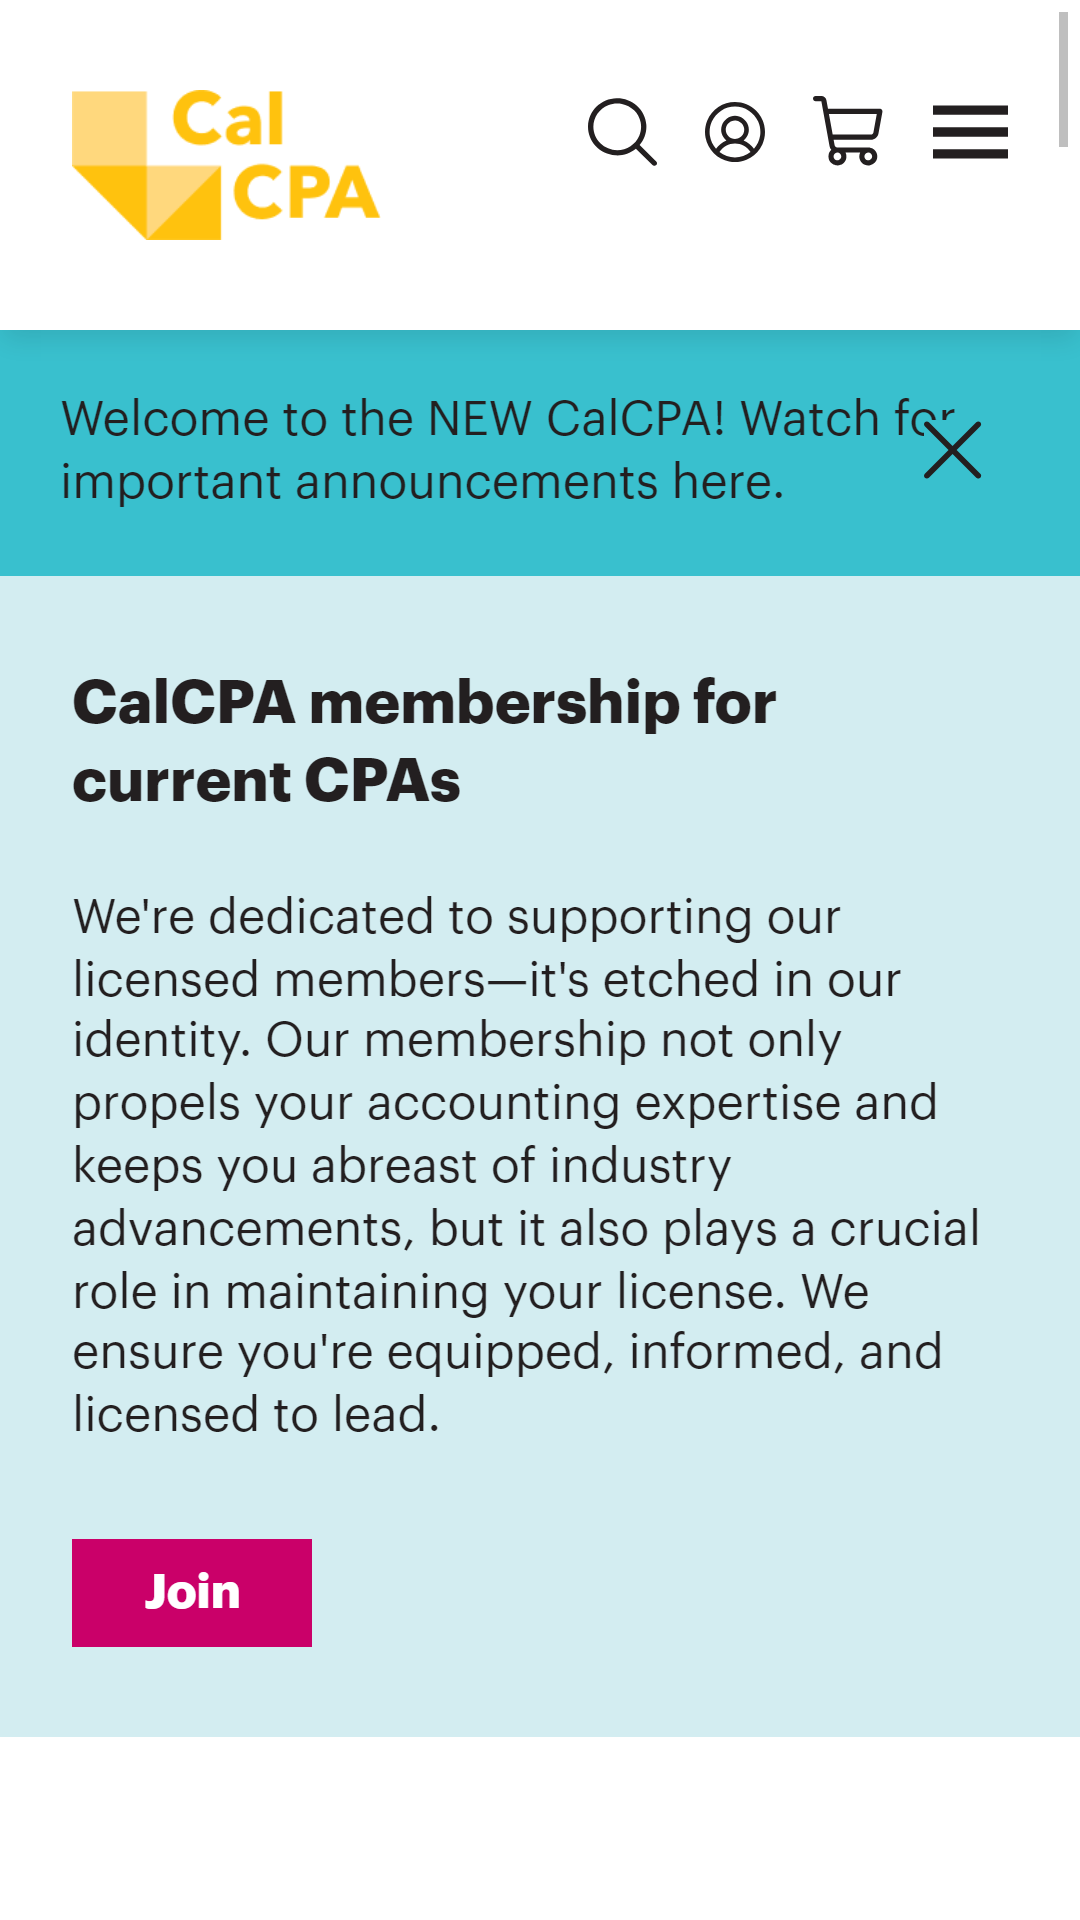 Cal
CPA
Welcome to the NEW CalCPA! Watch for
important announcements here.
CalCPA membership for
current CPAs
We're dedicated to supporting our
licensed members—it's etched in our
identity. Our membership not only
propels your accounting expertise and
keeps you abreast of industry
advancements, but it also plays a crucial
role in maintaining your license. We
ensure you're equipped, informed, and
licensed to lead.
Join